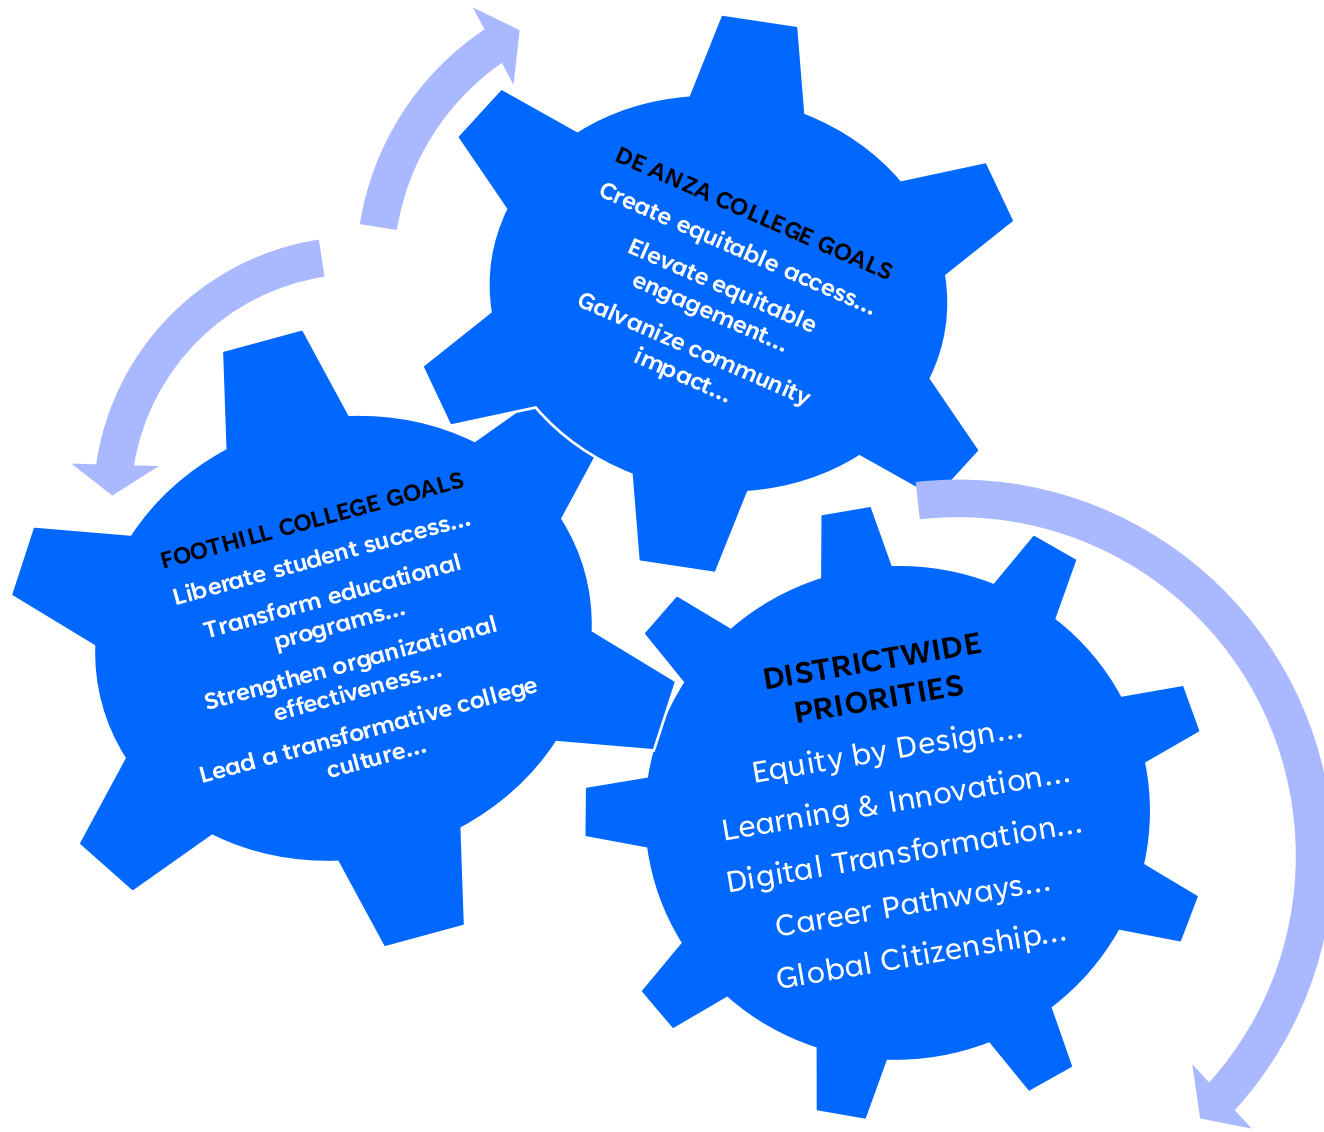 DE ANZA COLLEGE GOALS
Create equitable access...
Elevate equitable
engagement...
Galvanize community
impact...
FOOTHILL COLLEGE GOALS
Liberate student success...
Transform educational
programs...
Strengthen organizational
effectiveness...
Lead a transformative college
culture...
DISTRICTWIDE
PRIORITIES
Equity by Design...
Learning & Innovation...
Digital Transformation...
Career Pathways...
Global Citizenship...